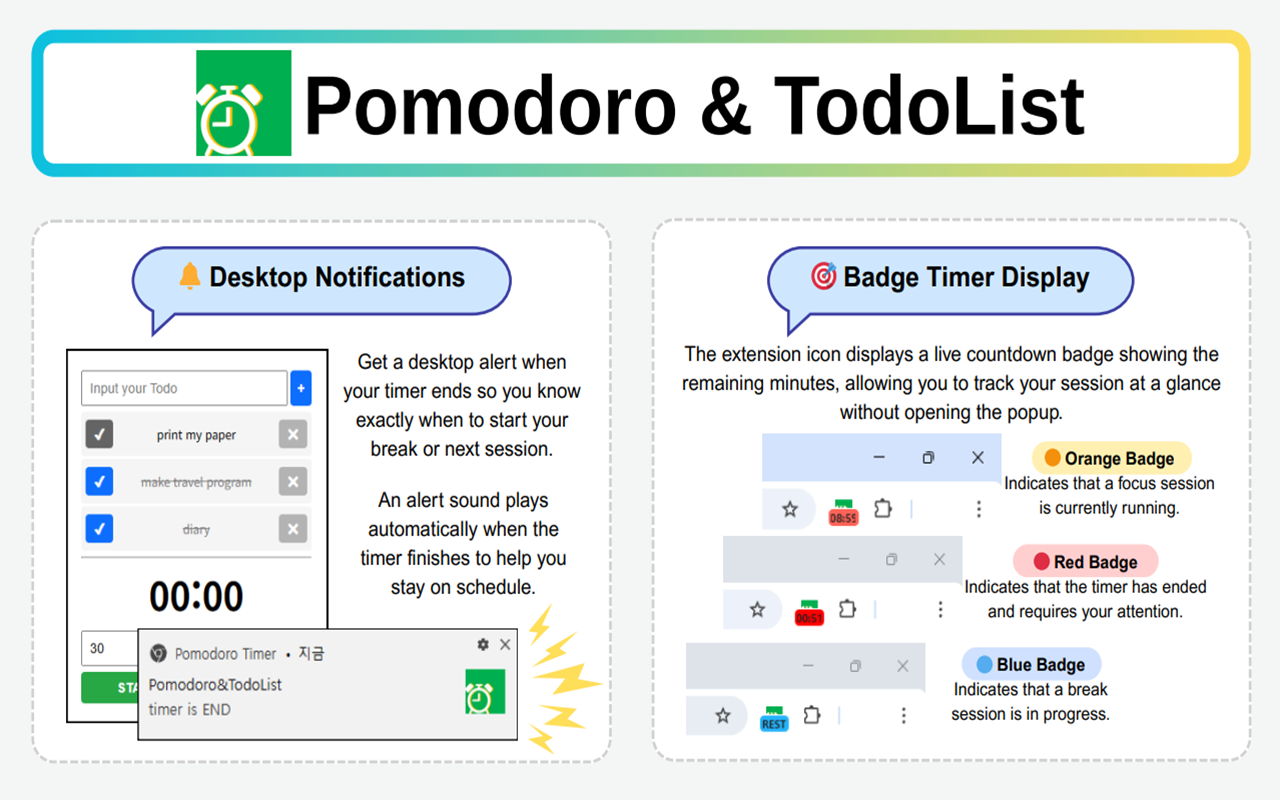 Pomodoro & TodoList
Desktop Notifications
Input your Todo
+
print my paper
make travel program
diary
00:00
30
STA
Pomodoro Timer • 지금
Pomodoro&TodoList
timer is END
Get a desktop alert when
your timer ends so you know
exactly when to start your
break or next session.
An alert sound plays
automatically when the
timer finishes to help you
stay on schedule.
Badge Timer Display
The extension icon displays a live countdown badge showing the
remaining minutes, allowing you to track your session at a glance
without opening the popup.
08:55
Orange Badge
Indicates that a focus session
is currently running.
00:51
Red Badge
Indicates that the timer has ended
and requires your attention.
REST
Blue Badge
Indicates that a break
session is in progress.